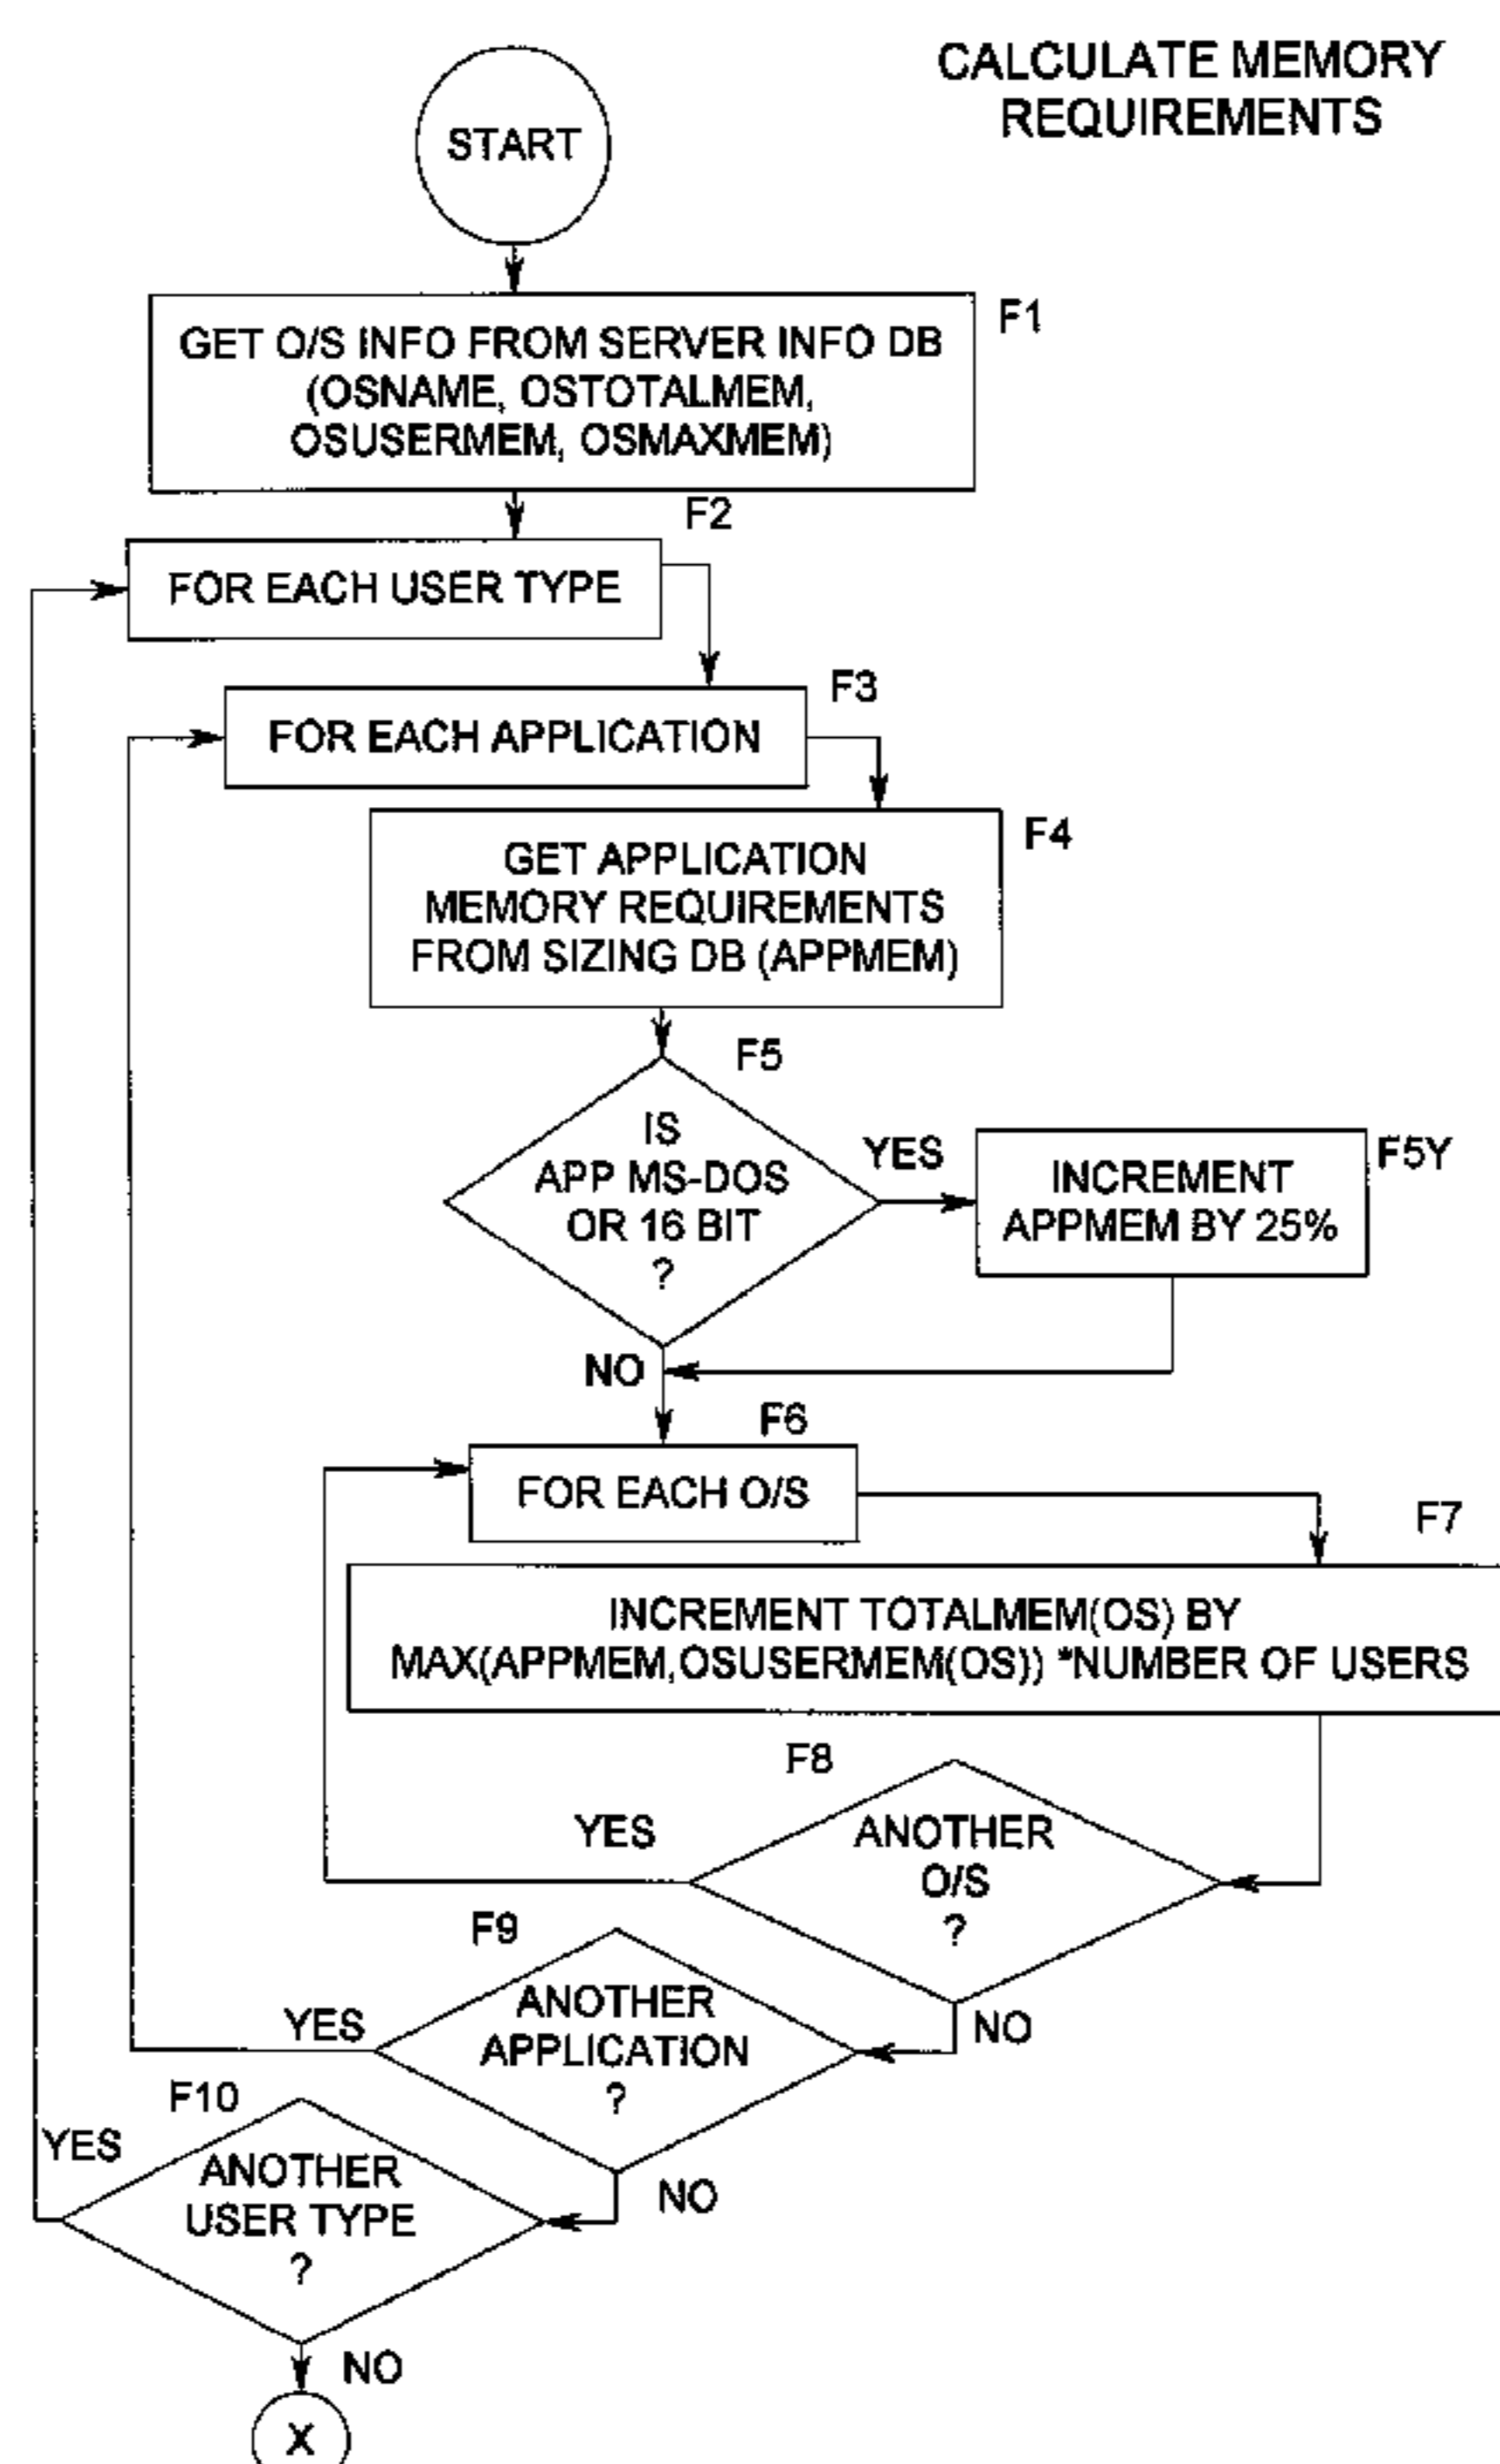 CALCULATE MEMORY
REQUIREMENTS
START
F1
GET O/S INFO FROM SERVER INFO DB
(OSNAME, OSTOTALMEM,
OSUSERMEM, OSMAXMEM)
F2
FOR EACH USER TYPE
F3
FOR EACH APPLICATION
F4
GET APPLICATION
MEMORY REQUIREMENTS
FROM SIZING DB (APPMEM)
F5
IS
APP MS-DOS
OR 16 BIT
?
YES
F5Y
INCREMENT
APPMEM BY 25%
NO
F6
FOR EACH O/S
F7
INCREMENT TOTALMEM(OS) BY
MAX(APPMEM,OSUSERMEM(OS)) *NUMBER OF USERS
F8
YES
ANOTHER
O/S
?
NO
F9
YES
ANOTHER
APPLICATION
?
NO
F10
YES
ANOTHER
USER TYPE
?
NO
X